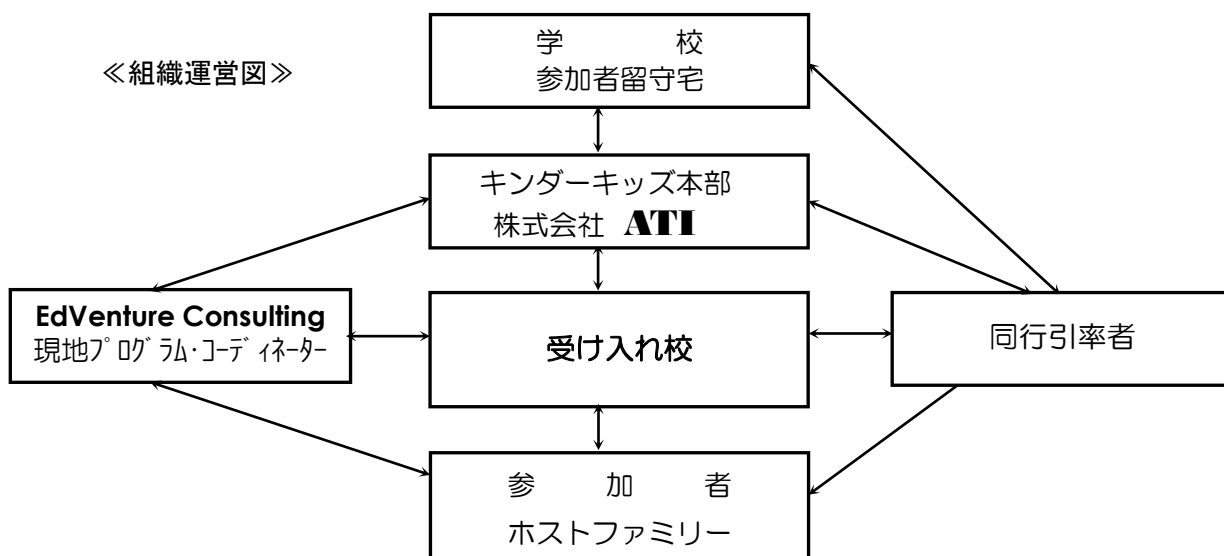 ≪組織運営図≫
学 校
参加者留守宅
キンダーキッズ本部
株式会社 ATI
EdVenture Consulting
現地ﾌﾟﾛｸﾞﾗﾑ・ｺｰﾃﾞｨﾈｰﾀｰ
受け入れ校
同行引率者
参 加 者
ホストファミリー